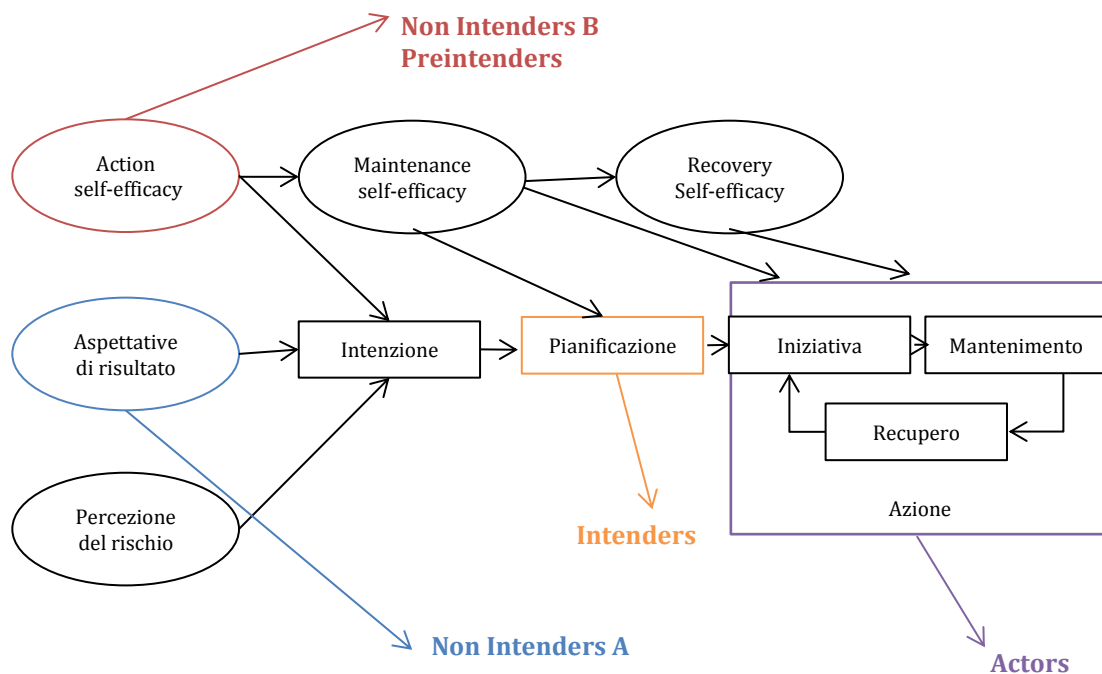 Non Intenders B
Preintenders
Action
self-efficacy
Maintenance
self-efficacy
Recovery
Self-efficacy
Aspettative
di risultato
Intenzione
Pianificazione
Iniziativa
Mantenimento
Recupero
Percezione
del rischio
Azione
Intenders
Non Intenders A
Actors